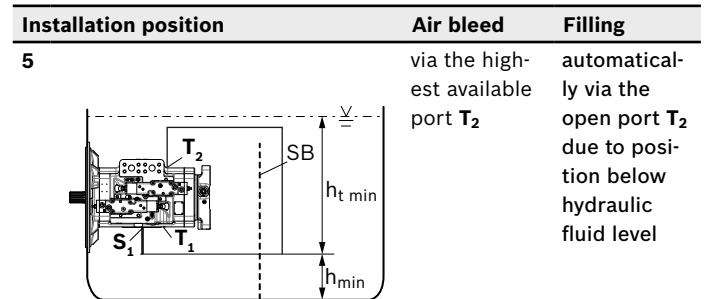 Installation position Air bleed Filling
5
via the high-
est available
port T₂
automatical-
ly via the
open port T₂
due to posi-
tion below
hydraulic
fluid level
T₂
SB
hₜ ₘᵢₙ
S₁
T₁
hₘᵢₙ